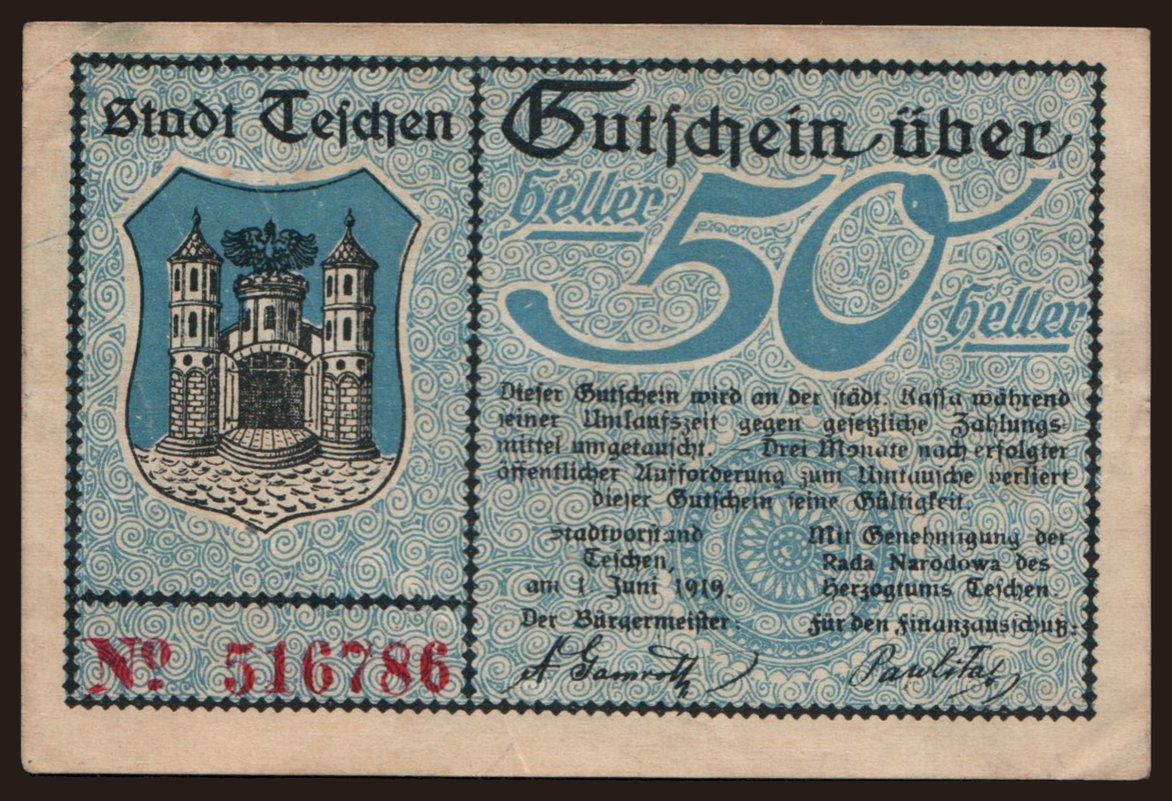 Stadt Teschen
Gutschein über
Heller 50 Heller
Dieser Gutschein wird an der städt. Kassa während
seiner Umlaufszeit gegen gesetzliche Zahlungs-
mittel umgetauscht. Drei Monate nach erfolgter
öffentlicher Aufforderung zum Umtausche verliert
dieser Gutschein seine Gültigkeit.
Stadtvorstand
Teschen,
am 1 Juni 1919.
Der Bürgermeister:
Mit Genehmigung der
Rada Narodowa des
Herzogtums Teschen.
Für den Finanzausschuß:
No. 516786